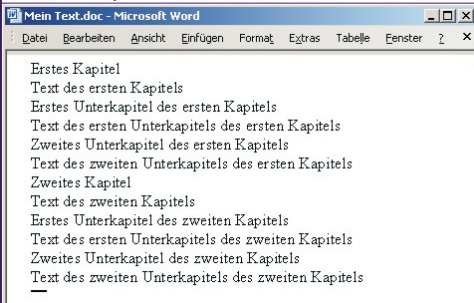 Mein Text.doc - Microsoft Word
Datei Bearbeiten Ansicht Einfügen Format Extras Tabelle Fenster ?
Erstes Kapitel
Text des ersten Kapitels
Erstes Unterkapitel des ersten Kapitels
Text des ersten Unterkapitels des ersten Kapitels
Zweites Unterkapitel des ersten Kapitels
Text des zweiten Unterkapitels des ersten Kapitels
Zweites Kapitel
Text des zweiten Kapitels
Erstes Unterkapitel des zweiten Kapitels
Text des ersten Unterkapitels des zweiten Kapitels
Zweites Unterkapitel des zweiten Kapitels
Text des zweiten Unterkapitels des zweiten Kapitels